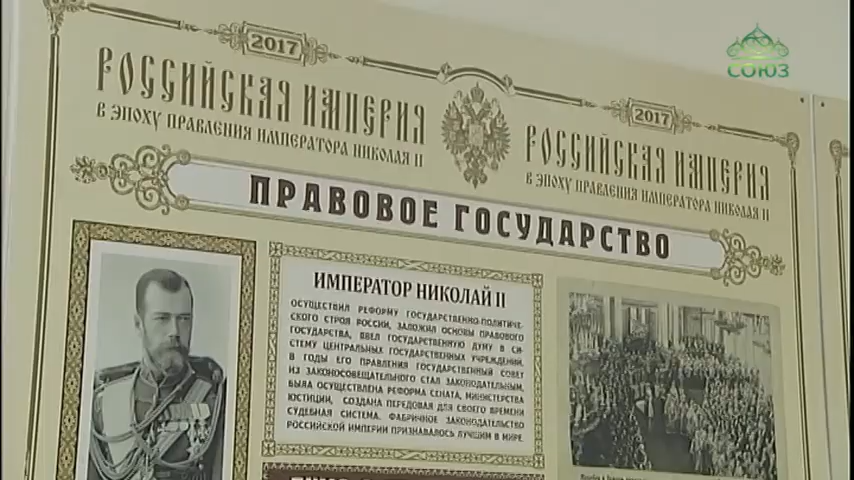 СОЮЗ
2017
2017
РОССИЙСКАЯ ИМПЕРИЯ
В ЭПОХУ ПРАВЛЕНИЯ ИМПЕРАТОРА НИКОЛАЯ II
РОССИЙСКАЯ ИМПЕРИЯ
В ЭПОХУ ПРАВЛЕНИЯ ИМПЕРАТОРА НИКОЛАЯ II
ПРАВОВОЕ ГОСУДАРСТВО
ИМПЕРАТОР НИКОЛАЙ II
ОСУЩЕСТВИЛ РЕФОРМУ ГОСУДАРСТВЕННО-ПОЛИТИЧЕ-
СКОГО СТРОЯ РОССИИ, ЗАЛОЖИЛ ОСНОВЫ ПРАВОВОГО
ГОСУДАРСТВА, ВВЕЛ ГОСУДАРСТВЕННУЮ ДУМУ В СИ-
СТЕМУ ЦЕНТРАЛЬНЫХ ГОСУДАРСТВЕННЫХ УЧРЕЖДЕНИЙ.
В ГОДЫ ЕГО ПРАВЛЕНИЯ ГОСУДАРСТВЕННЫЙ СОВЕТ
ИЗ ЗАКОНОСОВЕЩАТЕЛЬНОГО СТАЛ ЗАКОНОДАТЕЛЬНЫМ,
БЫЛА ОСУЩЕСТВЛЕНА РЕФОРМА СЕНАТА, МИНИСТЕРСТВА
ЮСТИЦИИ, СОЗДАНА ПЕРЕДОВАЯ ДЛЯ СВОЕГО ВРЕМЕНИ
СУДЕБНАЯ СИСТЕМА. ФАБРИЧНОЕ ЗАКОНОДАТЕЛЬСТВО
РОССИЙСКОЙ ИМПЕРИИ ПРИЗНАВАЛОСЬ ЛУЧШИМ В МИРЕ.